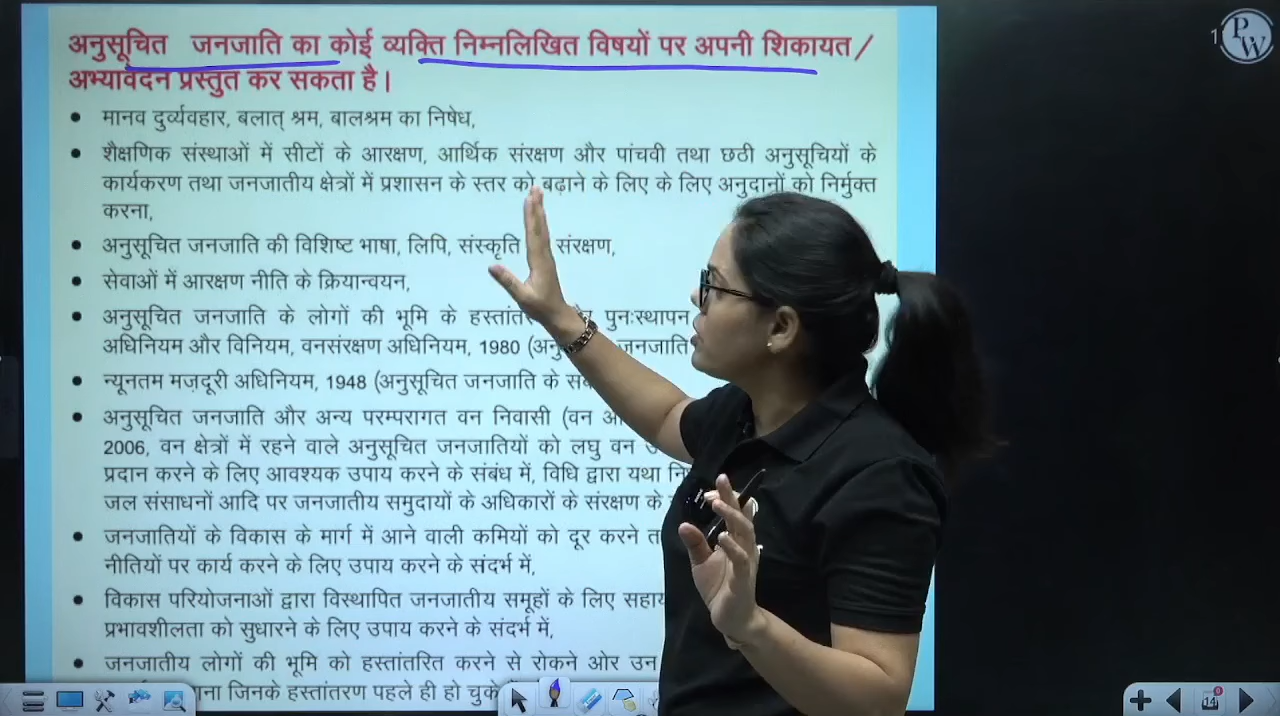 अनुसूचित जनजाति का कोई व्यक्ति निम्नलिखित विषयों पर अपनी शिकायत/
अभ्यावेदन प्रस्तुत कर सकता है।
• मानव दुर्व्यवहार, बलात् श्रम, बालश्रम का निषेध,
• शैक्षणिक संस्थाओं में सीटों के आरक्षण, आर्थिक संरक्षण और पांचवी तथा छठी अनुसूचियों के
कार्यकरण तथा जनजातीय क्षेत्रों में प्रशासन के स्तर को बढ़ाने के लिए के लिए अनुदानों को निर्मुक्त
करना,
• अनुसूचित जनजाति की विशिष्ट भाषा, लिपि, संस्कृति संरक्षण,
• सेवाओं में आरक्षण नीति के क्रियान्वयन,
• अनुसूचित जनजाति के लोगों की भूमि के पुनःस्थापन
अधिनियम और विनियम, वनसंरक्षण अधिनियम, 1980 जनजाति
• न्यूनतम मज़दूरी अधिनियम, 1948 (अनुसूचित जनजाति के
• अनुसूचित जनजाति और अन्य परम्परागत वन निवासी (वन
2006, वन क्षेत्रों में रहने वाले अनुसूचित जनजातियों को लघु वन
प्रदान करने के लिए आवश्यक उपाय करने के संबंध में, विधि द्वारा यथा
जल संसाधनों आदि पर जनजातीय समुदायों के अधिकारों के संरक्षण के
• जनजातियों के विकास के मार्ग में आने वाली कमियों को दूर करने
नीतियों पर कार्य करने के लिए उपाय करने के संदर्भ में,
• विकास परियोजनाओं द्वारा विस्थापित जनजातीय समूहों के लिए
प्रभावशीलता को सुधारने के लिए उपाय करने के संदर्भ में,
• जनजातीय लोगों की भूमि को हस्तांतरित करने से रोकने ओर उन
जिनके हस्तांतरण पहले ही हो चुके
PW
14